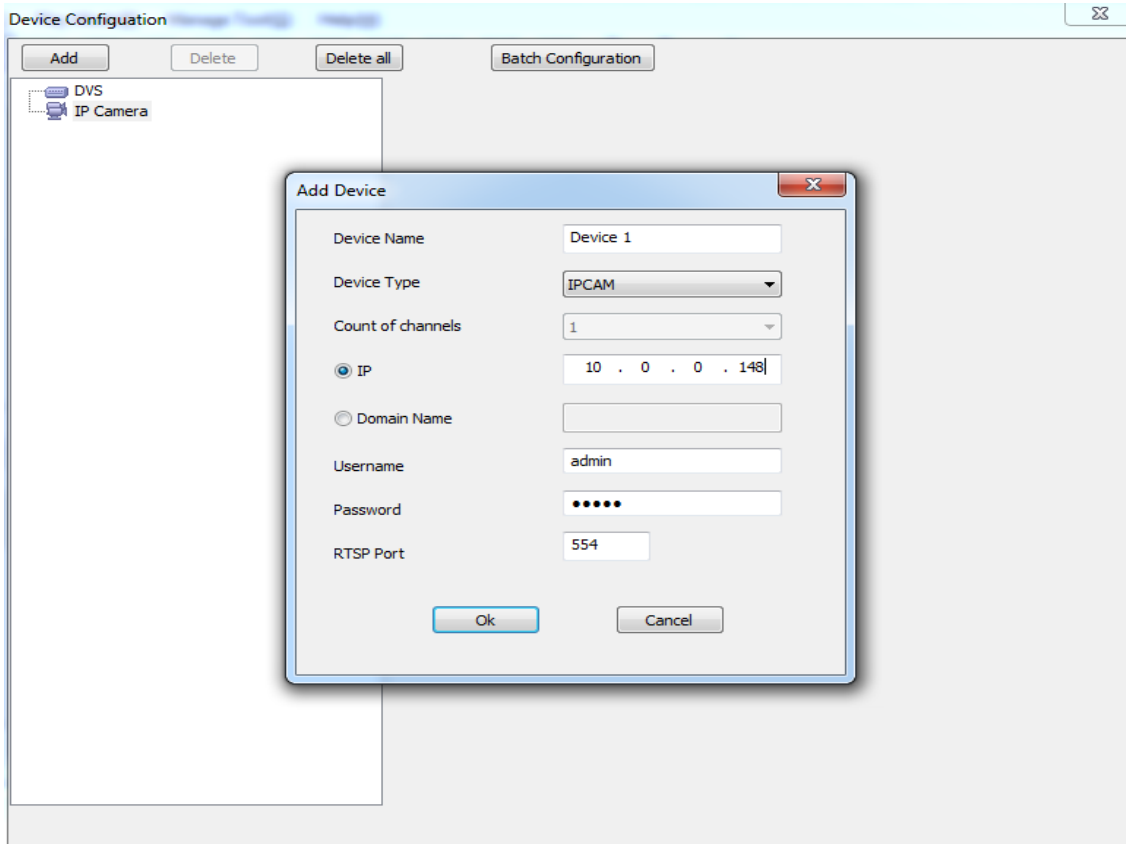 Device Configuation
Add Delete Delete all Batch Configuration
DVS
IP Camera
Add Device
Device Name Device 1
Device Type IPCAM
Count of channels 1
IP 10 . 0 . 0 . 148
Domain Name
Username admin
Password •••••
RTSP Port 554
Ok Cancel